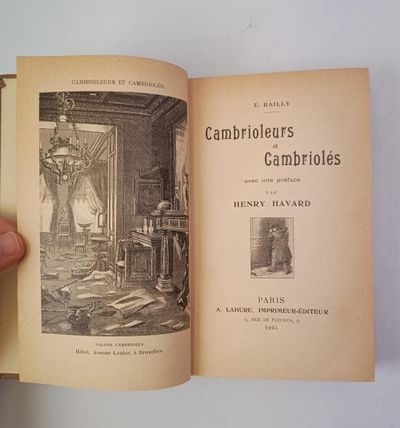 CAMBRIOLEURS ET CAMBRIOLÉS.
SALONS CAMBRIOLÉS
Hôtel, Avenue Louise, à Bruxelles.
E. BAILLY
Cambrioleurs
et
Cambriolés
avec une préface
PAR
HENRY HAVARD
PARIS
A. LAHURE, IMPRIMEUR-ÉDITEUR
9, RUE DE FLEURUS, 9